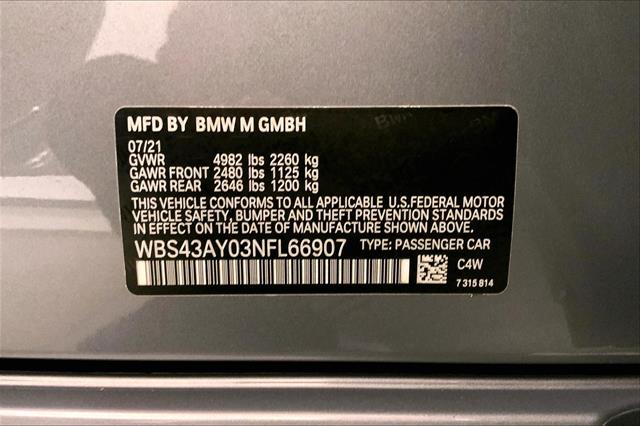 MFD BY BMW M GMBH
07/21
GVWR 4982 lbs 2260 kg
GAWR FRONT 2480 lbs 1125 kg
GAWR REAR 2646 lbs 1200 kg
THIS VEHICLE CONFORMS TO ALL APPLICABLE U.S.FEDERAL MOTOR
VEHICLE SAFETY, BUMPER AND THEFT PREVENTION STANDARDS
IN EFFECT ON THE DATE OF MANUFACTURE SHOWN ABOVE.
WBS43AY03NFL66907 TYPE: PASSENGER CAR
C4W
7 315 814